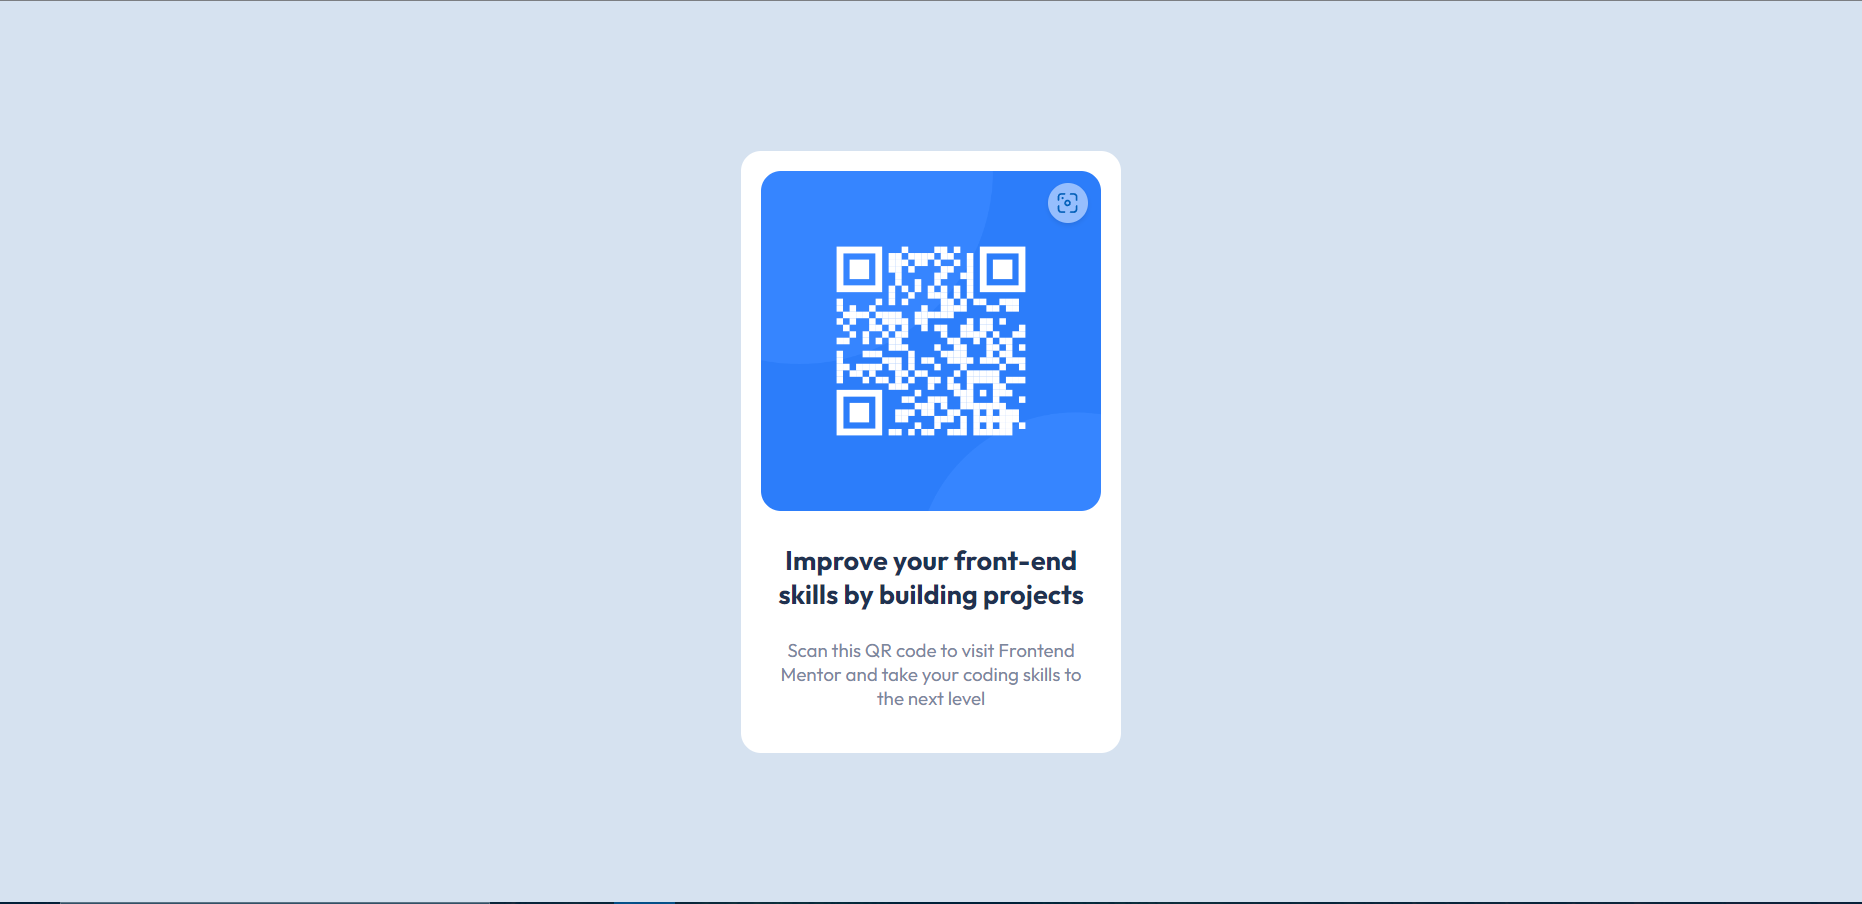 Improve your front-end
skills by building projects
Scan this QR code to visit Frontend
Mentor and take your coding skills to
the next level